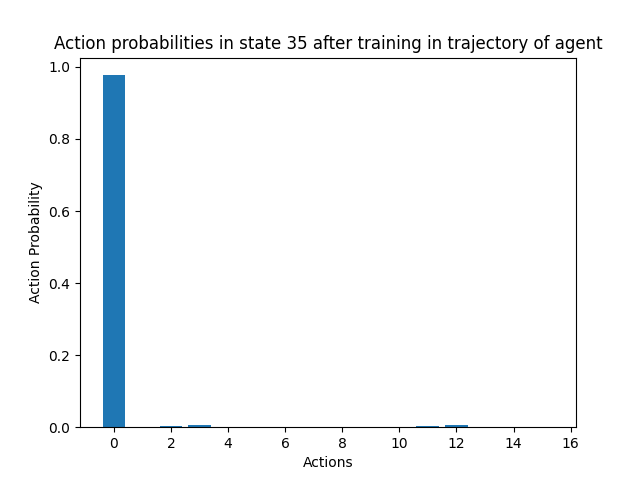 Action probabilities in state 35 after training in trajectory of agent
1.0
0.8
0.6
0.4
0.2
0.0
Action Probability
0 2 4 6 8 10 12 14 16
Actions